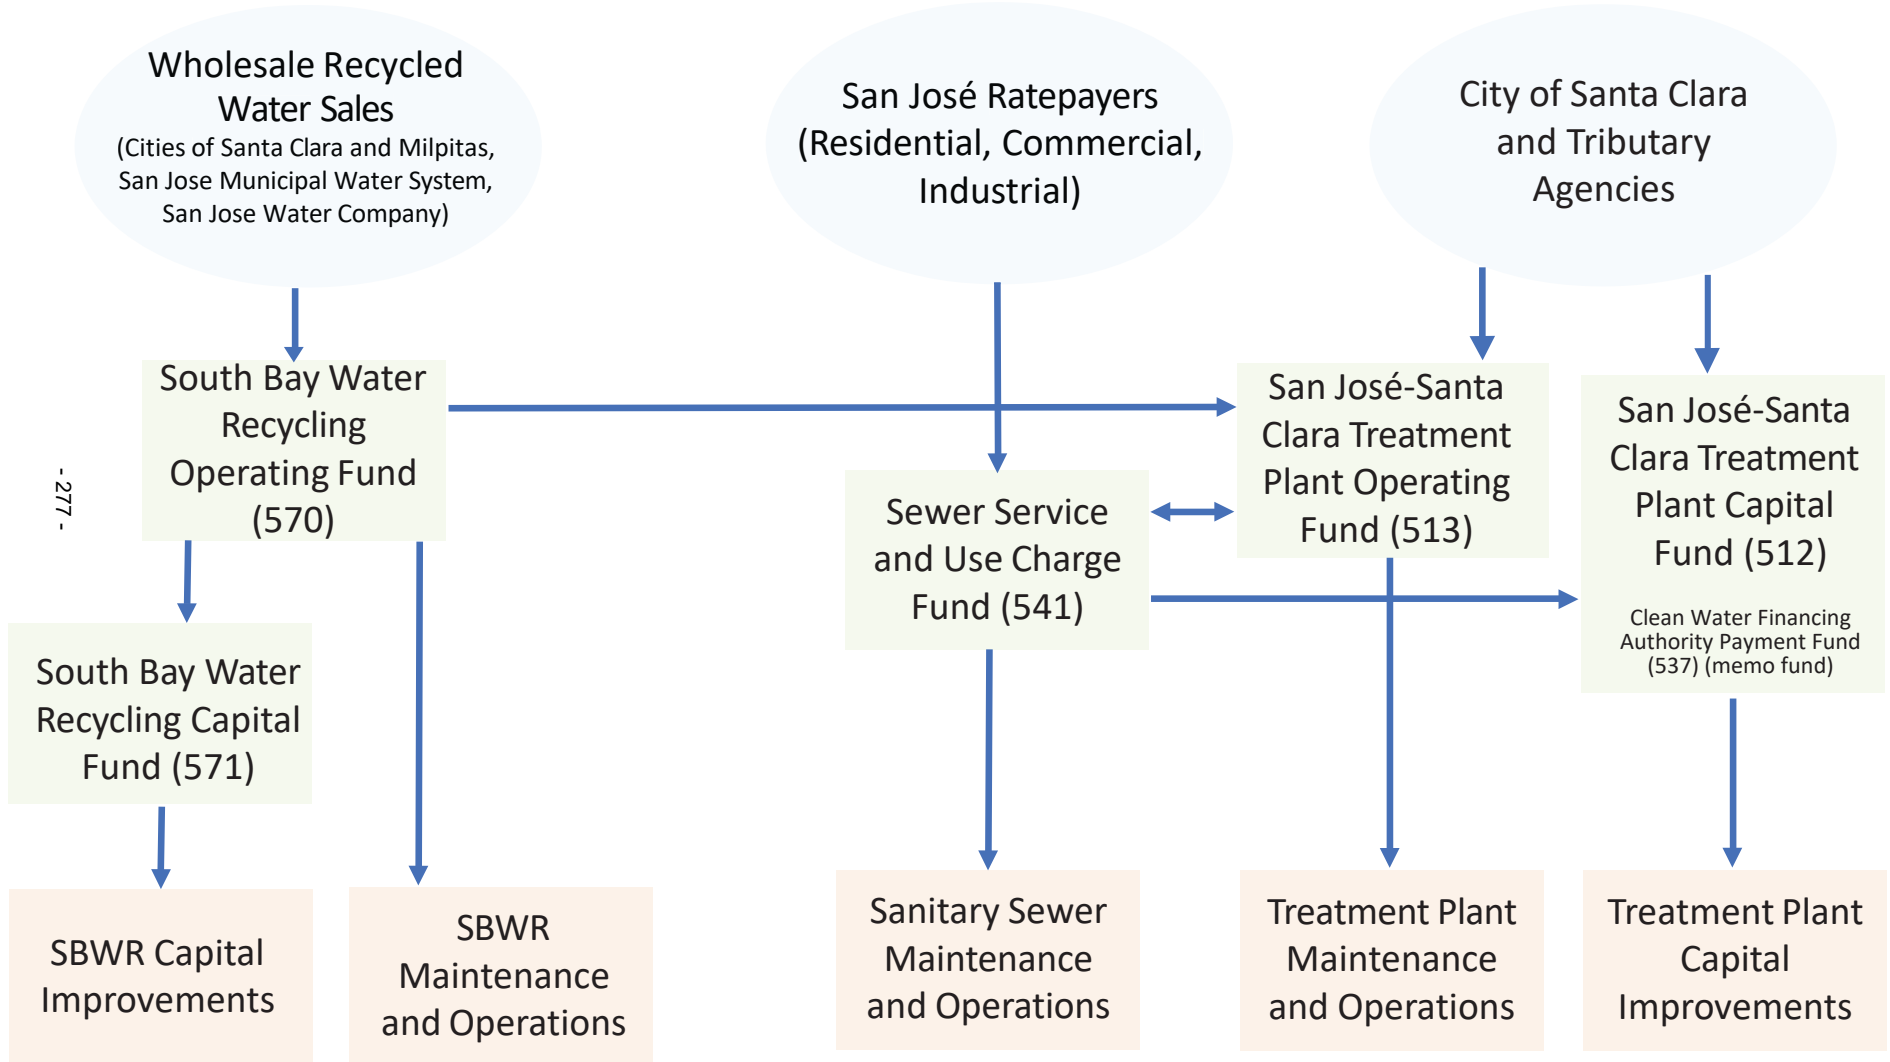 Wholesale Recycled
Water Sales
(Cities of Santa Clara and Milpitas,
San Jose Municipal Water System,
San Jose Water Company)
San José Ratepayers
(Residential, Commercial,
Industrial)
City of Santa Clara
and Tributary
Agencies
South Bay Water
Recycling
Operating Fund
(570)
San José-Santa
Clara Treatment
Plant Operating
Fund (513)
San José-Santa
Clara Treatment
Plant Capital
Fund (512)
Clean Water Financing
Authority Payment Fund
(537) (memo fund)
Sewer Service
and Use Charge
Fund (541)
- 277 -
South Bay Water
Recycling Capital
Fund (571)
SBWR Capital
Improvements
SBWR
Maintenance
and Operations
Sanitary Sewer
Maintenance
and Operations
Treatment Plant
Maintenance
and Operations
Treatment Plant
Capital
Improvements